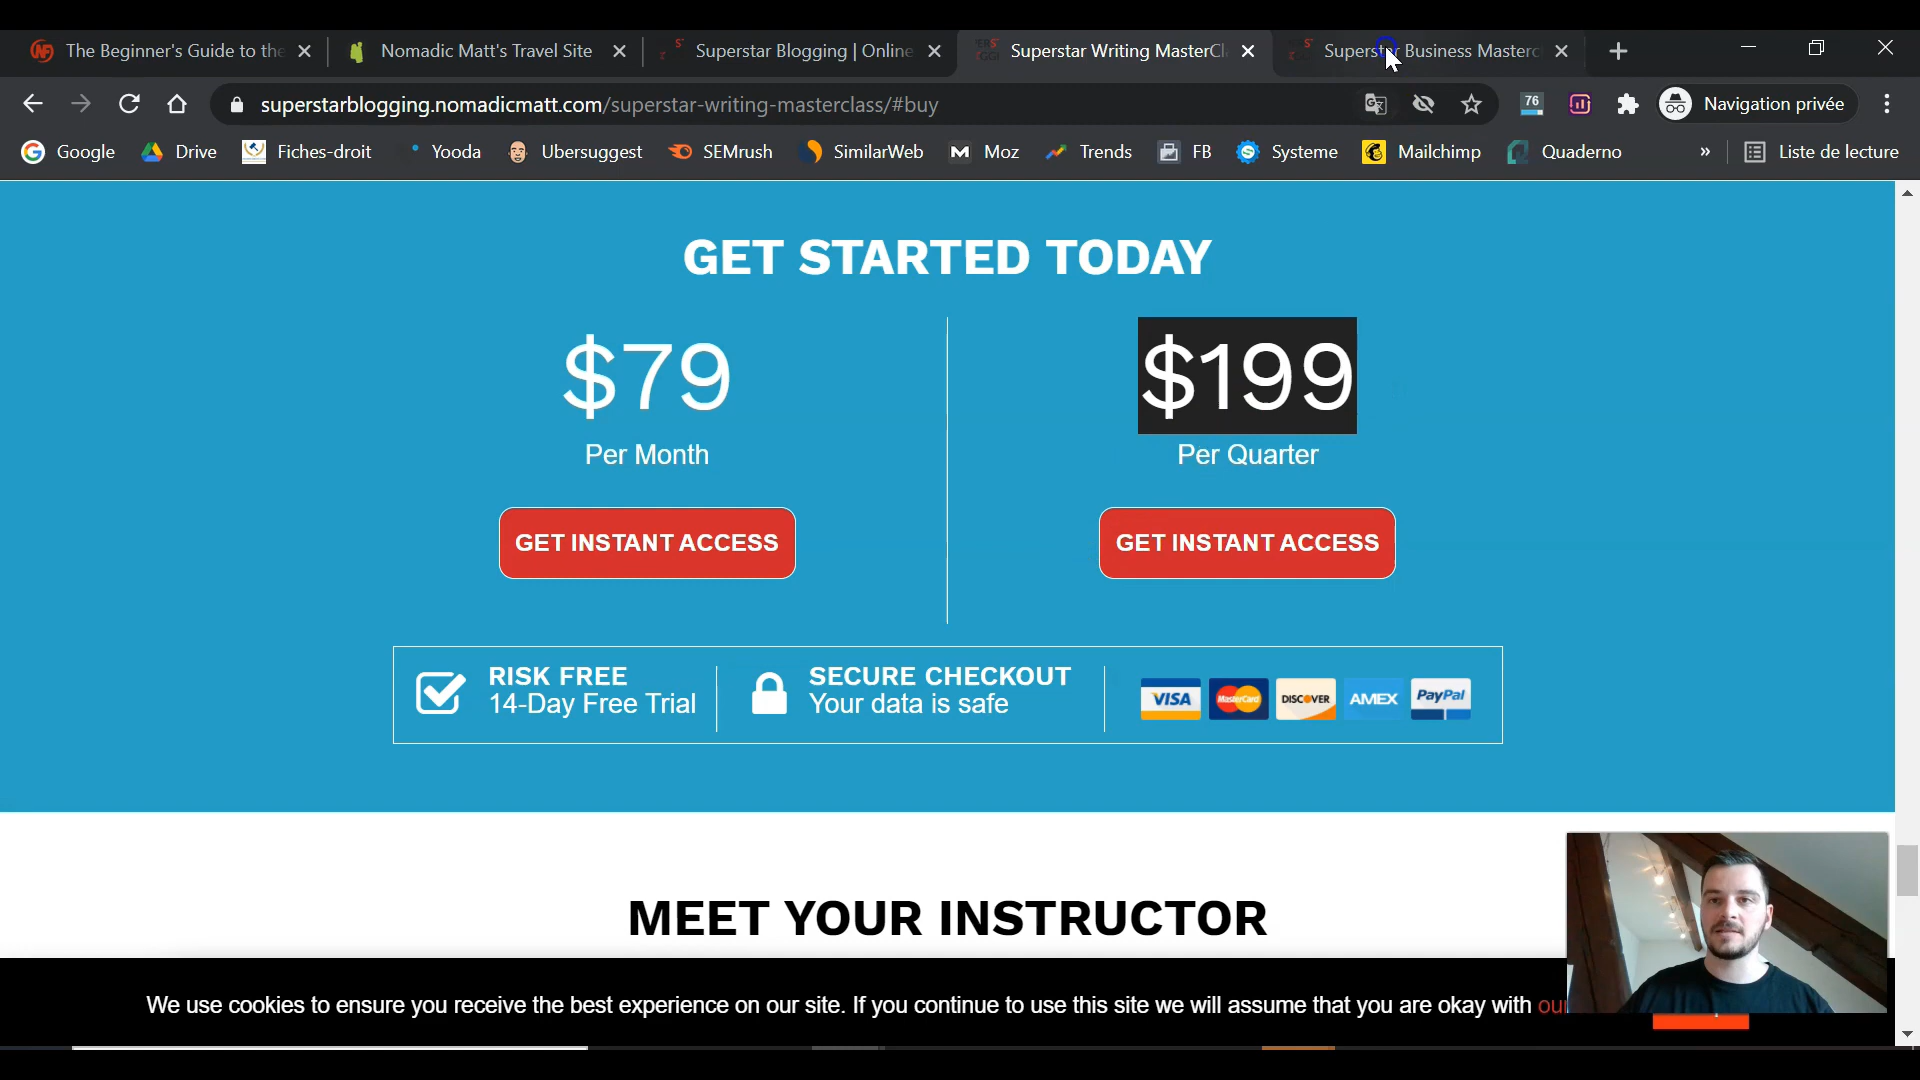 The Beginner's Guide to the
Nomadic Matt's Travel Site
Superstar Blogging | Online
Superstar Writing MasterCl
Superstar Business Masterc
superstarblogging.nomadicmatt.com/superstar-writing-masterclass/#buy
76
Navigation privée
Google
Drive
Fiches-droit
Yooda
Ubersuggest
SEMrush
SimilarWeb
Moz
Trends
FB
Systeme
Mailchimp
Quaderno
»
Liste de lecture
GET STARTED TODAY
$79
Per Month
GET INSTANT ACCESS
$199
Per Quarter
GET INSTANT ACCESS
RISK FREE
14-Day Free Trial
SECURE CHECKOUT
Your data is safe
VISA
MasterCard
DISCOVER
AMEX
PayPal
MEET YOUR INSTRUCTOR
We use cookies to ensure you receive the best experience on our site. If you continue to use this site we will assume that you are okay with our